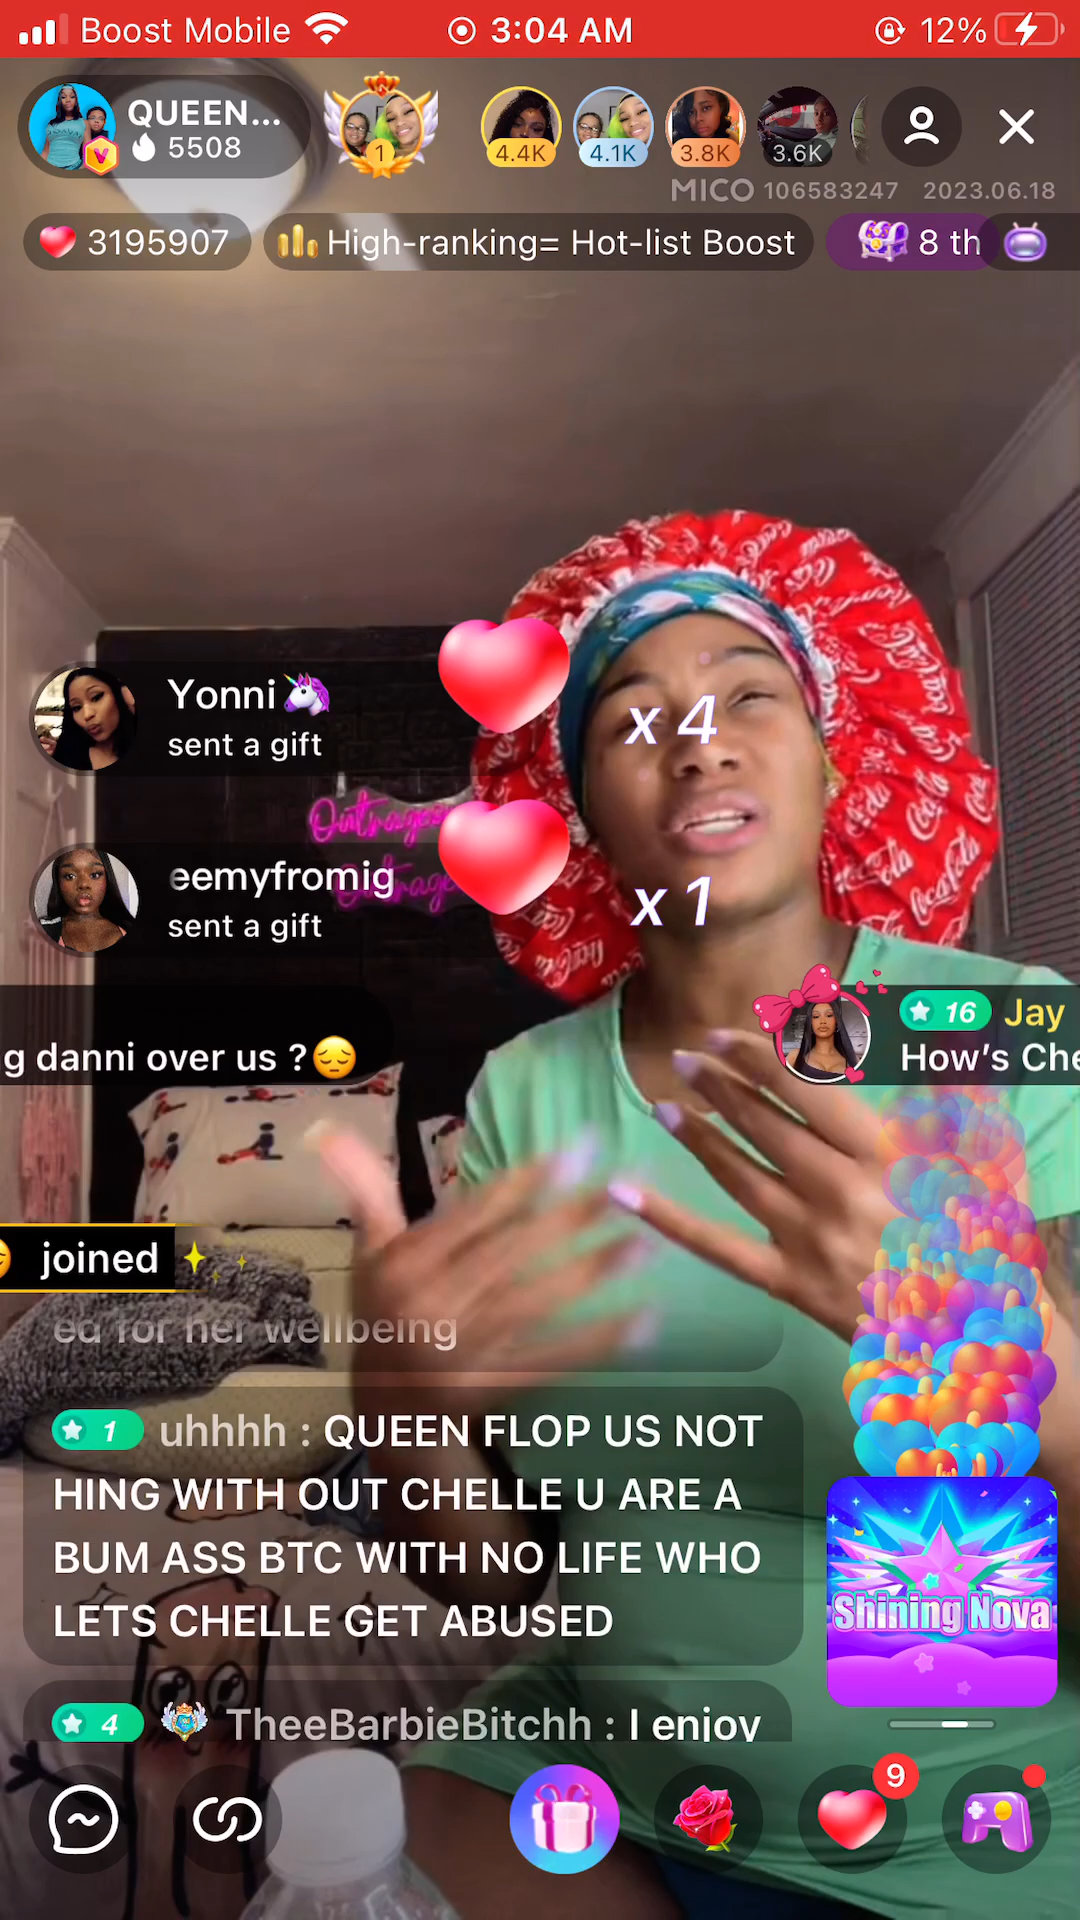 Boost Mobile
3:04 AM
12%
QUEEN...
5508
1
4.4K
4.1K
3.8K
3.6K
MICO 106583247 2023.06.18
3195907
High-ranking= Hot-list Boost
8 th
Yonni🦄
sent a gift
x 4
Outrageous
eemyfromig
sent a gift
x 1
16 Jay
g danni over us ?😔
How's Che
joined
ed for her wellbeing
1 uhhhh : QUEEN FLOP US NOT
HING WITH OUT CHELLE U ARE A
BUM ASS BTC WITH NO LIFE WHO
LETS CHELLE GET ABUSED
Shining Nova
4 TheeBarbieBitchh : I enjoy
9